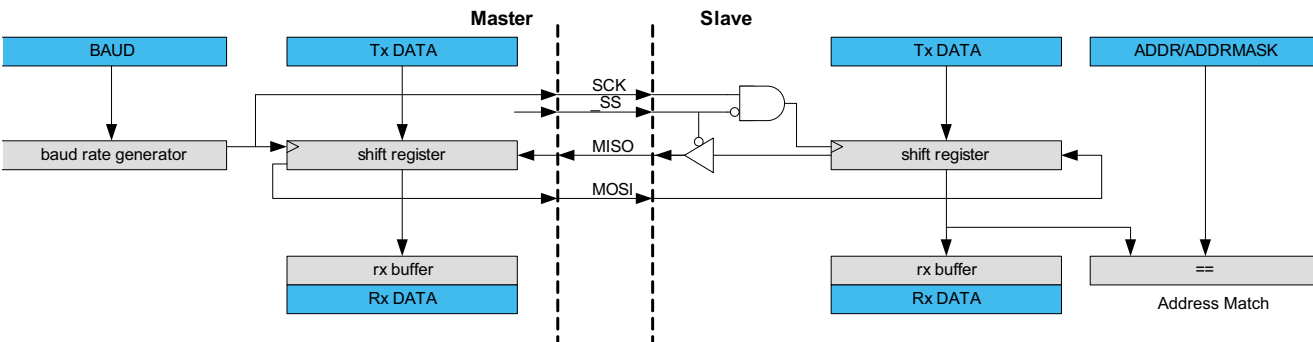 Master
Slave
BAUD
Tx DATA
Tx DATA
ADDR/ADDRMASK
SCK
_SS
baud rate generator
shift register
MISO
shift register
MOSI
rx buffer
rx buffer
==
Rx DATA
Rx DATA
Address Match